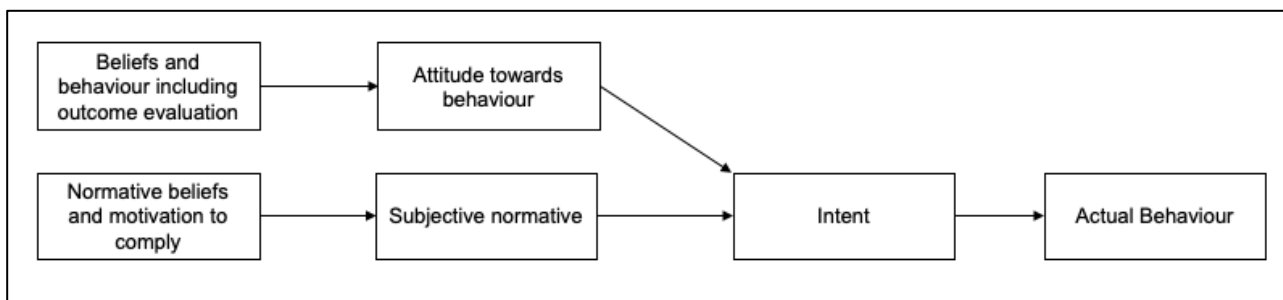 Beliefs and
behaviour including
outcome evaluation
Attitude towards
behaviour
Normative beliefs
and motivation to
comply
Subjective normative
Intent
Actual Behaviour